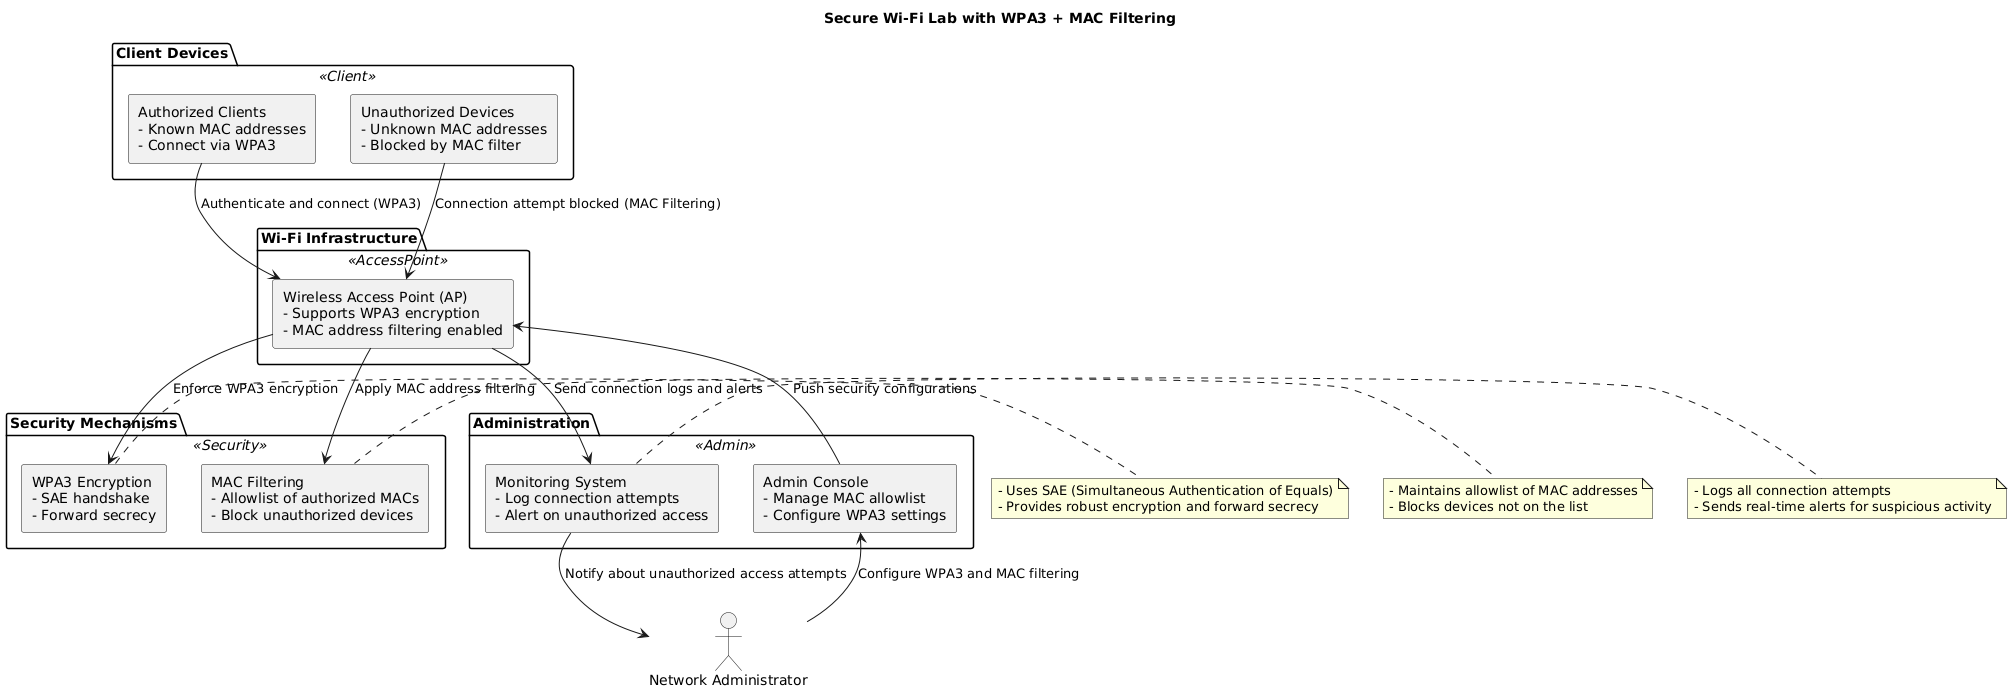 Secure Wi-Fi Lab with WPA3 + MAC Filtering
Client Devices
«Client»
Authorized Clients
- Known MAC addresses
- Connect via WPA3
Unauthorized Devices
- Unknown MAC addresses
- Blocked by MAC filter
Authenticate and connect (WPA3)
Connection attempt blocked (MAC Filtering)
Wi-Fi Infrastructure
«AccessPoint»
Wireless Access Point (AP)
- Supports WPA3 encryption
- MAC address filtering enabled
Enforce WPA3 encryption
Apply MAC address filtering
Send connection logs and alerts
Push security configurations
Security Mechanisms
«Security»
WPA3 Encryption
- SAE handshake
- Forward secrecy
MAC Filtering
- Allowlist of authorized MACs
- Block unauthorized devices
Administration
«Admin»
Monitoring System
- Log connection attempts
- Alert on unauthorized access
Admin Console
- Manage MAC allowlist
- Configure WPA3 settings
- Uses SAE (Simultaneous Authentication of Equals)
- Provides robust encryption and forward secrecy
- Maintains allowlist of MAC addresses
- Blocks devices not on the list
- Logs all connection attempts
- Sends real-time alerts for suspicious activity
Notify about unauthorized access attempts
Configure WPA3 and MAC filtering
Network Administrator